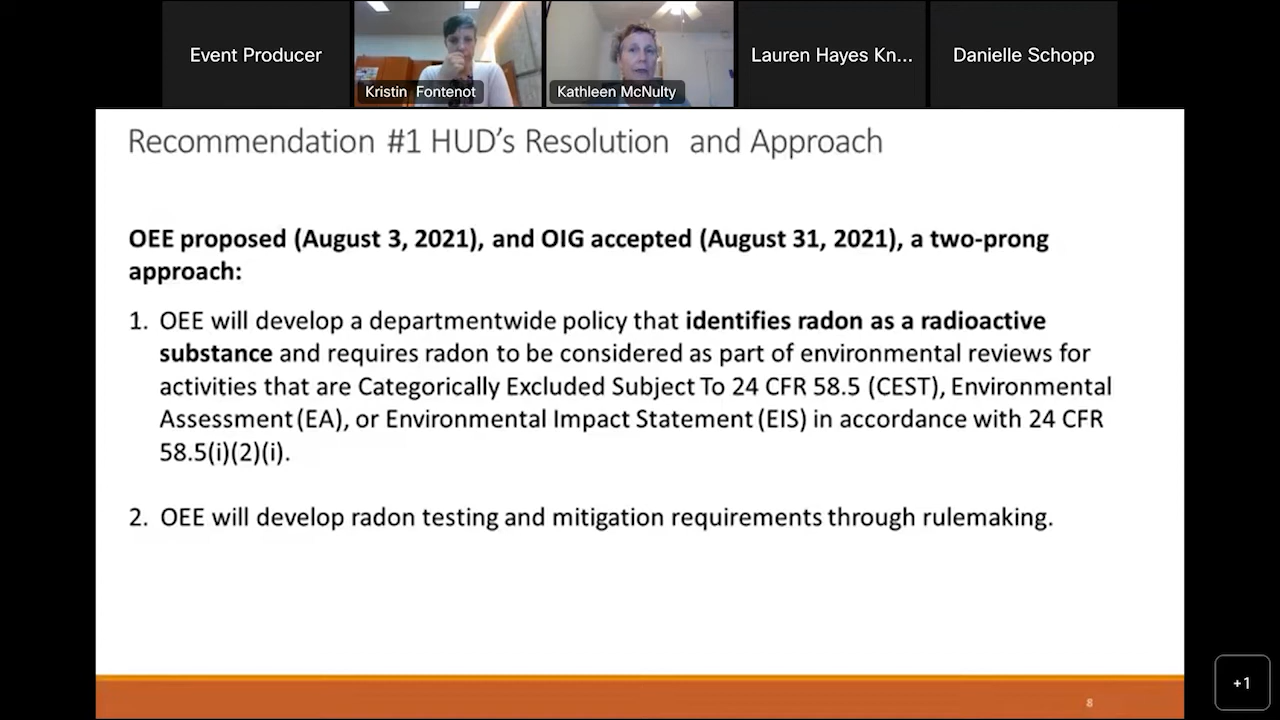 Event Producer
Kristin Fontenot
Kathleen McNulty
Lauren Hayes Kn...
Danielle Schopp
Recommendation #1 HUD's Resolution and Approach
OEE proposed (August 3, 2021), and OIG accepted (August 31, 2021), a two-prong
approach:
1. OEE will develop a departmentwide policy that identifies radon as a radioactive
substance and requires radon to be considered as part of environmental reviews for
activities that are Categorically Excluded Subject To 24 CFR 58.5 (CEST), Environmental
Assessment (EA), or Environmental Impact Statement (EIS) in accordance with 24 CFR
58.5(i)(2)(i).
2. OEE will develop radon testing and mitigation requirements through rulemaking.
8
+1